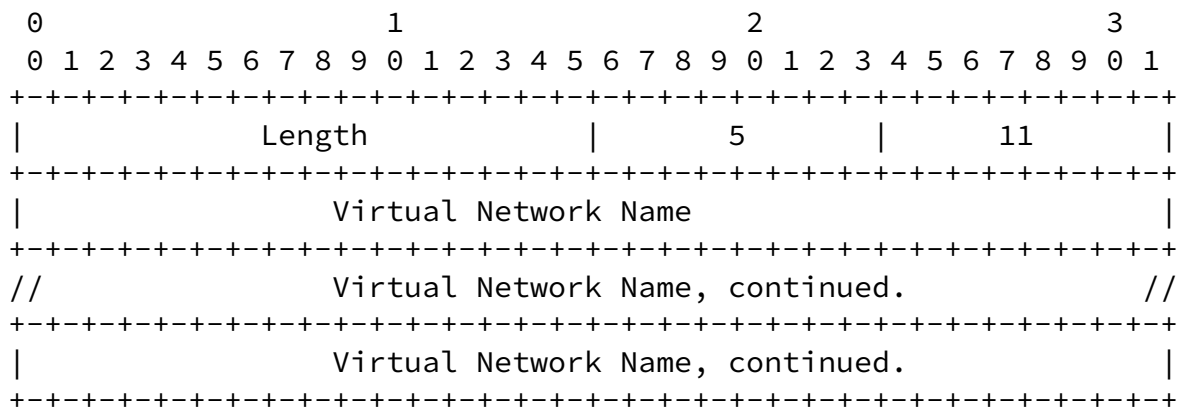 0                   1                   2                   3
 0 1 2 3 4 5 6 7 8 9 0 1 2 3 4 5 6 7 8 9 0 1 2 3 4 5 6 7 8 9 0 1
+-+-+-+-+-+-+-+-+-+-+-+-+-+-+-+-+-+-+-+-+-+-+-+-+-+-+-+-+-+-+-+-+
|             Length            |       5       |      11       |
+-+-+-+-+-+-+-+-+-+-+-+-+-+-+-+-+-+-+-+-+-+-+-+-+-+-+-+-+-+-+-+-+
|                 Virtual Network Name                          |
+-+-+-+-+-+-+-+-+-+-+-+-+-+-+-+-+-+-+-+-+-+-+-+-+-+-+-+-+-+-+-+-+
//                Virtual Network Name, continued.             //
+-+-+-+-+-+-+-+-+-+-+-+-+-+-+-+-+-+-+-+-+-+-+-+-+-+-+-+-+-+-+-+-+
|                 Virtual Network Name, continued.              |
+-+-+-+-+-+-+-+-+-+-+-+-+-+-+-+-+-+-+-+-+-+-+-+-+-+-+-+-+-+-+-+-+